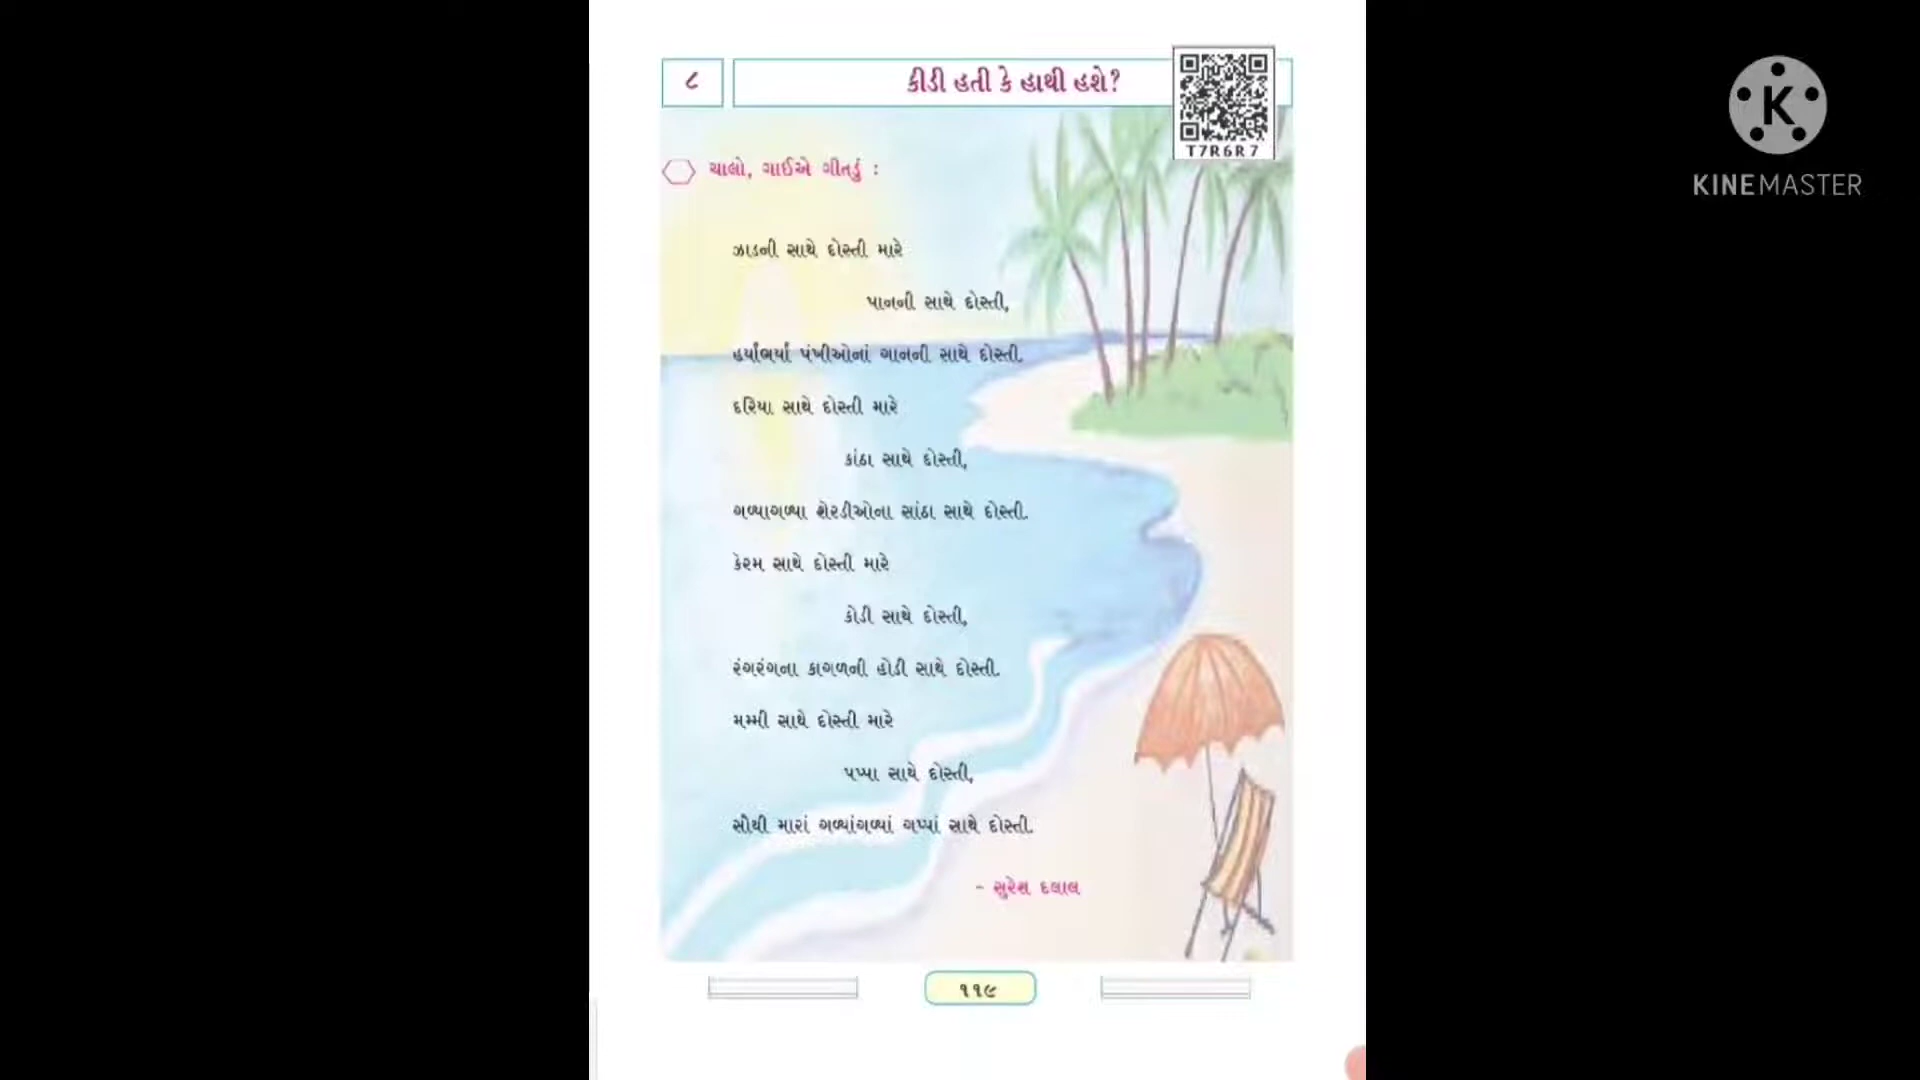 ૮
કીડી હતી કે હાથી હશે?
T7R6R7
KINEMASTER
ચાલો, ગાઈએ ગીતડું :
ઝાડની સાથે દોસ્તી મારે
પાનની સાથે દોસ્તી,
હર્યાંભર્યાં પંખીઓનાં ગાનની સાથે દોસ્તી.
દરિયા સાથે દોસ્તી મારે
કાંઠા સાથે દોસ્તી,
ગળ્યાગળ્યા શેરડીઓના સાંઠા સાથે દોસ્તી.
કેરમ સાથે દોસ્તી મારે
કોડી સાથે દોસ્તી,
રંગરંગના કાગળની હોડી સાથે દોસ્તી.
મમ્મી સાથે દોસ્તી મારે
પપ્પા સાથે દોસ્તી,
સૌથી મારાં ગળ્યાંગળ્યાં ગપ્પાં સાથે દોસ્તી.
- સુરેસ દલાલ
૧૧૯